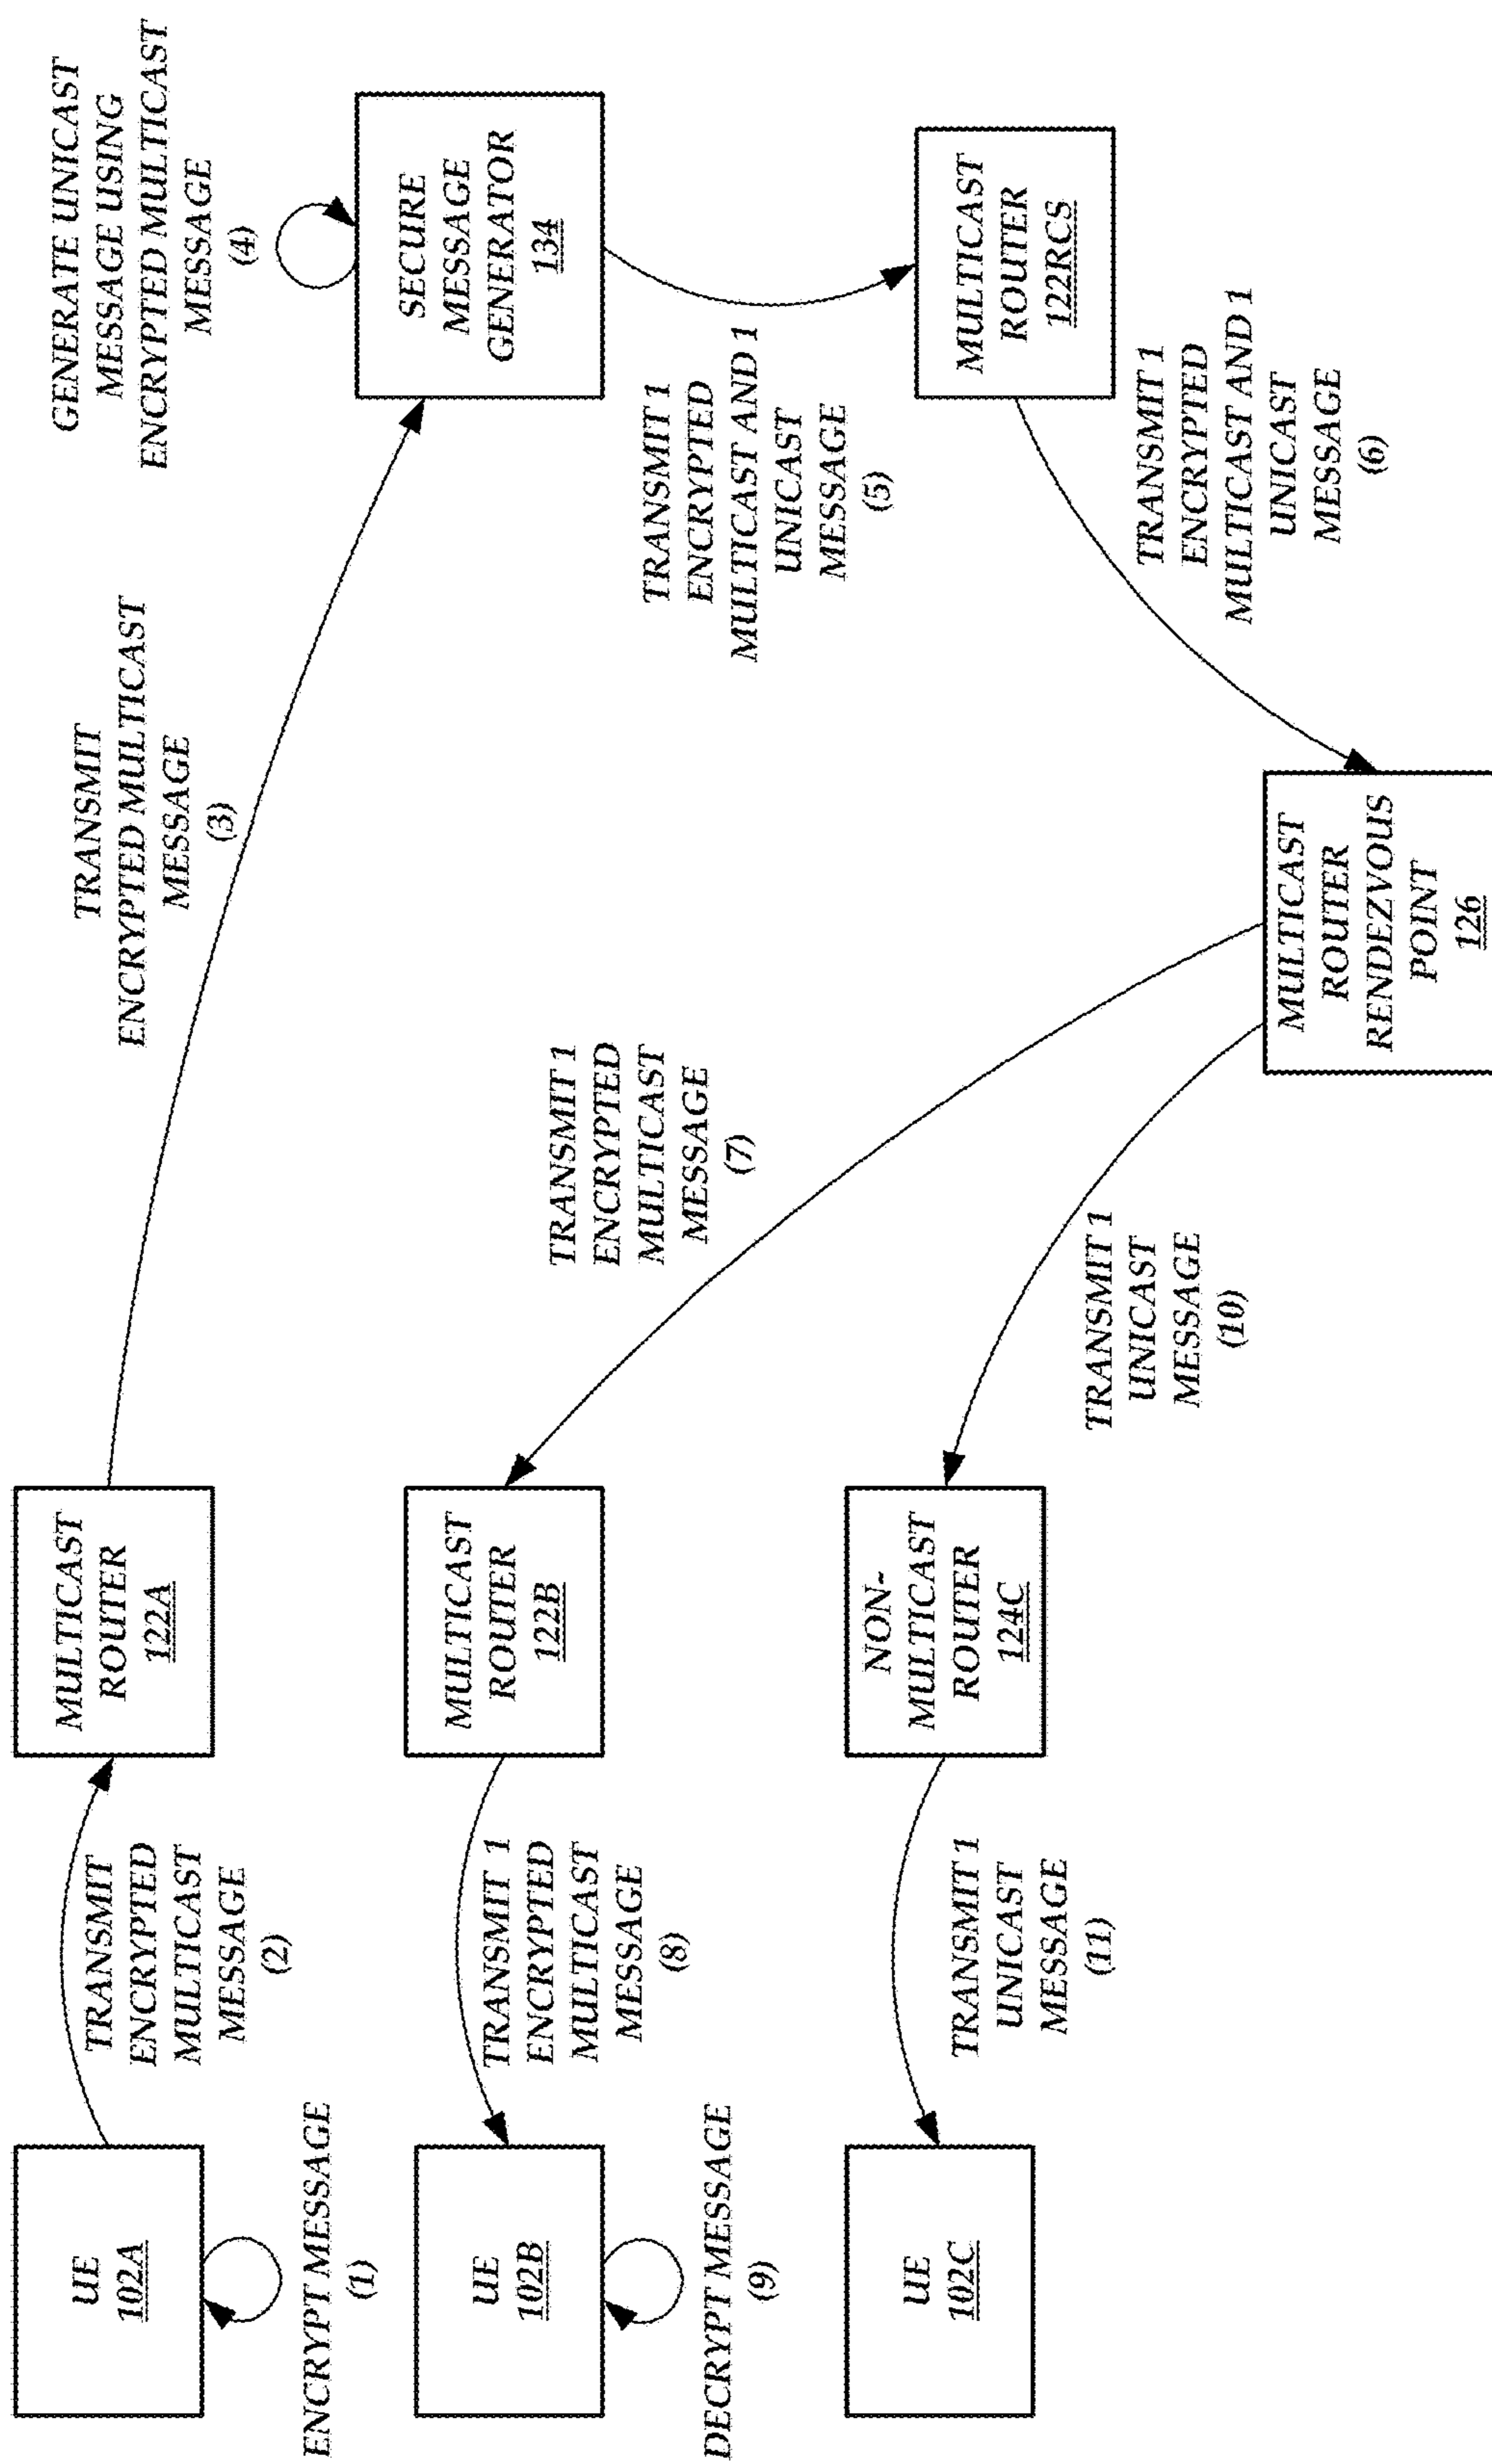 UE
102A
ENCRYPT MESSAGE
(1)
TRANSMIT
ENCRYPTED
MULTICAST
MESSAGE
(2)
MULTICAST
ROUTER
122A
TRANSMIT
ENCRYPTED MULTICAST
MESSAGE
(3)
GENERATE UNICAST
MESSAGE USING
ENCRYPTED MULTICAST
MESSAGE
(4)
SECURE
MESSAGE
GENERATOR
134
TRANSMIT 1
ENCRYPTED
MULTICAST AND 1
UNICAST
MESSAGE
(5)
MULTICAST
ROUTER
122RCS
TRANSMIT 1
ENCRYPTED
MULTICAST AND 1
UNICAST
MESSAGE
(6)
MULTICAST
ROUTER
RENDEZVOUS
POINT
126
TRANSMIT 1
ENCRYPTED
MULTICAST
MESSAGE
(7)
MULTICAST
ROUTER
122B
TRANSMIT 1
ENCRYPTED
MULTICAST
MESSAGE
(8)
UE
102B
DECRYPT MESSAGE
(9)
TRANSMIT 1
UNICAST
MESSAGE
(10)
NON-
MULTICAST
ROUTER
124C
TRANSMIT 1
UNICAST
MESSAGE
(11)
UE
102C